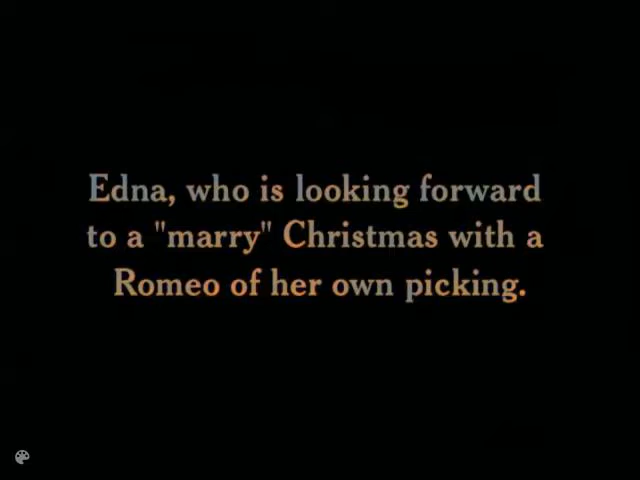 Edna, who is looking forward
to a "marry" Christmas with a
Romeo of her own picking.